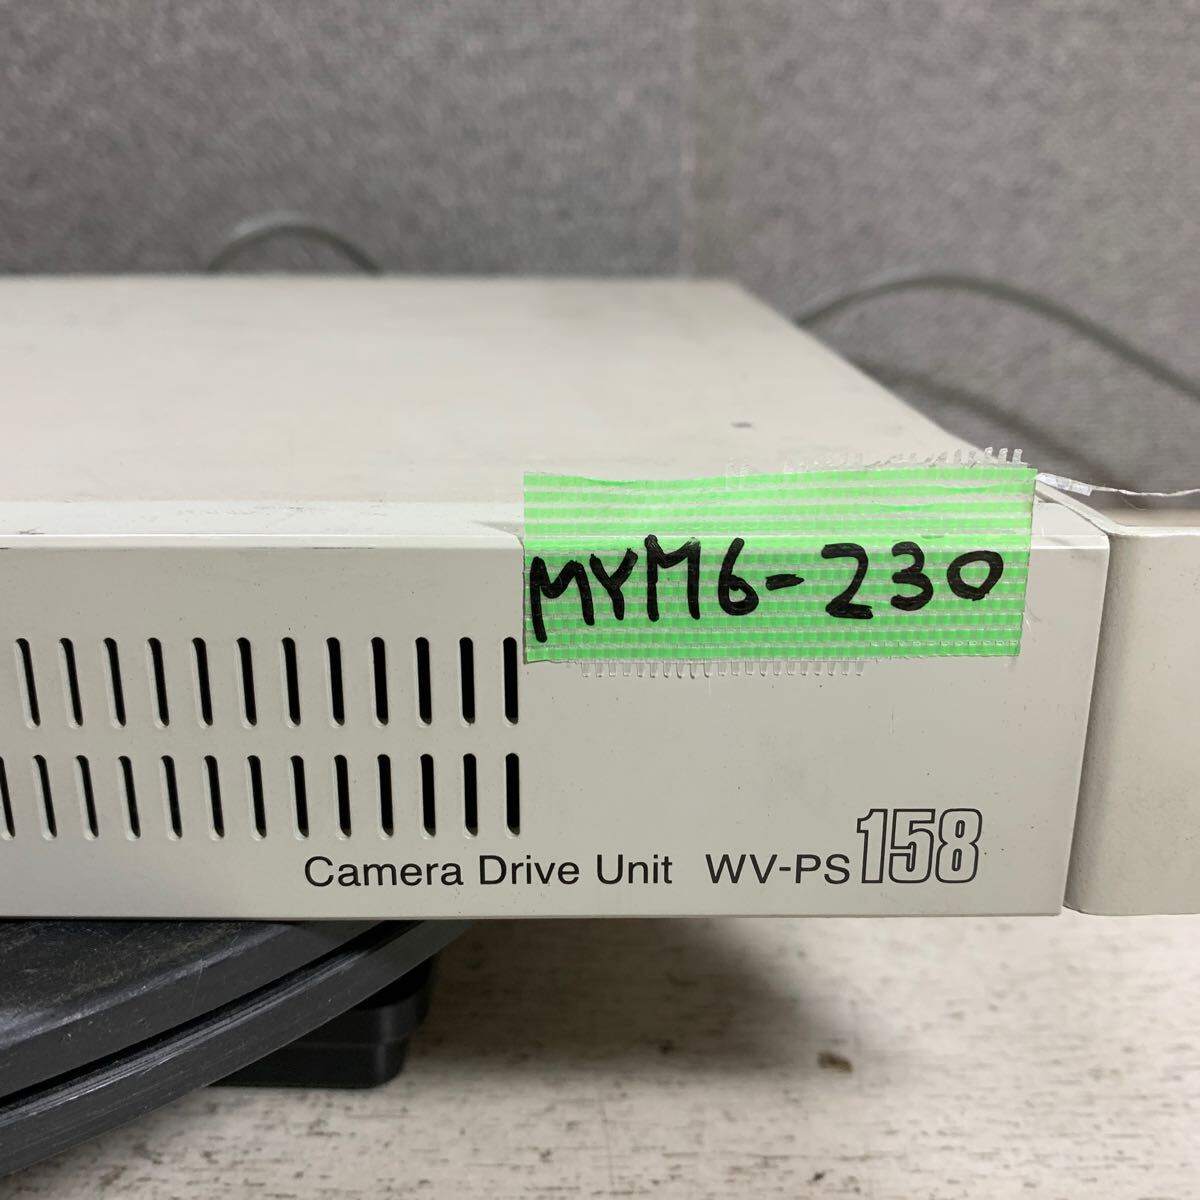 MYM6-230
Camera Drive Unit WV-PS158